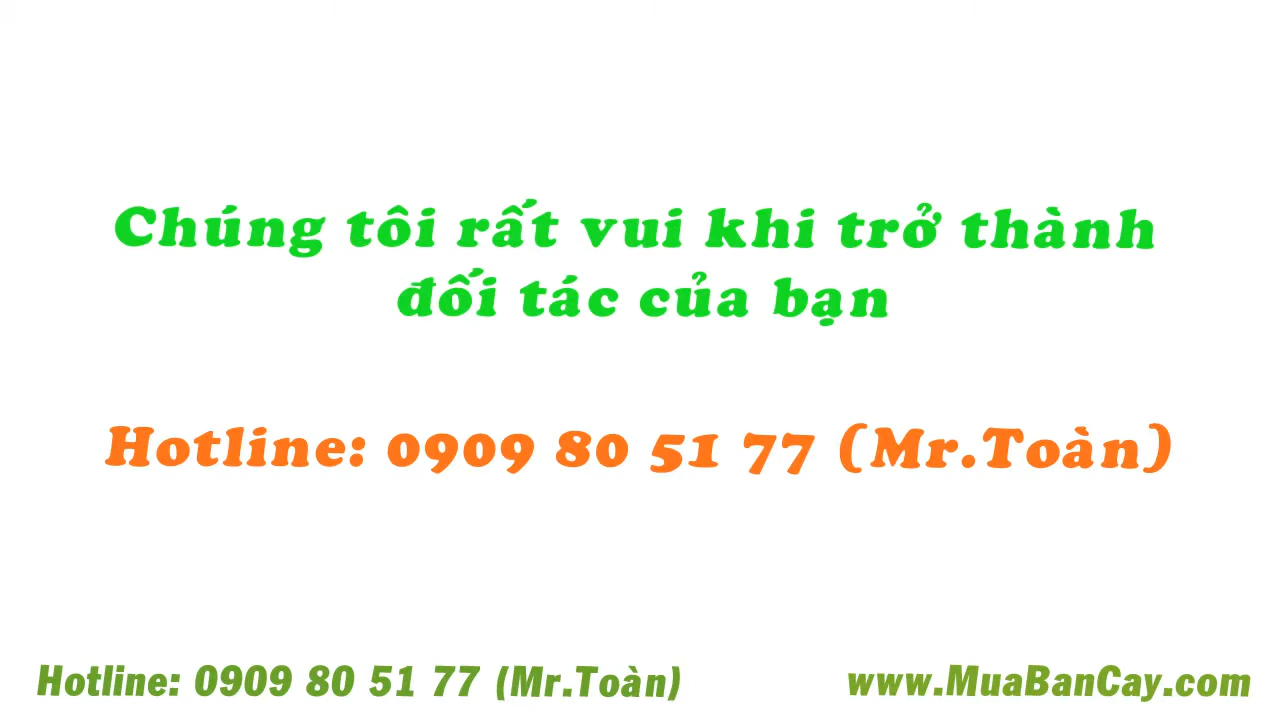 Chúng tôi rất vui khi trở thành
đối tác của bạn
Hotline: 0909 80 51 77 (Mr.Toàn)
Hotline: 0909 80 51 77 (Mr.Toàn)
www.MuaBanCay.com